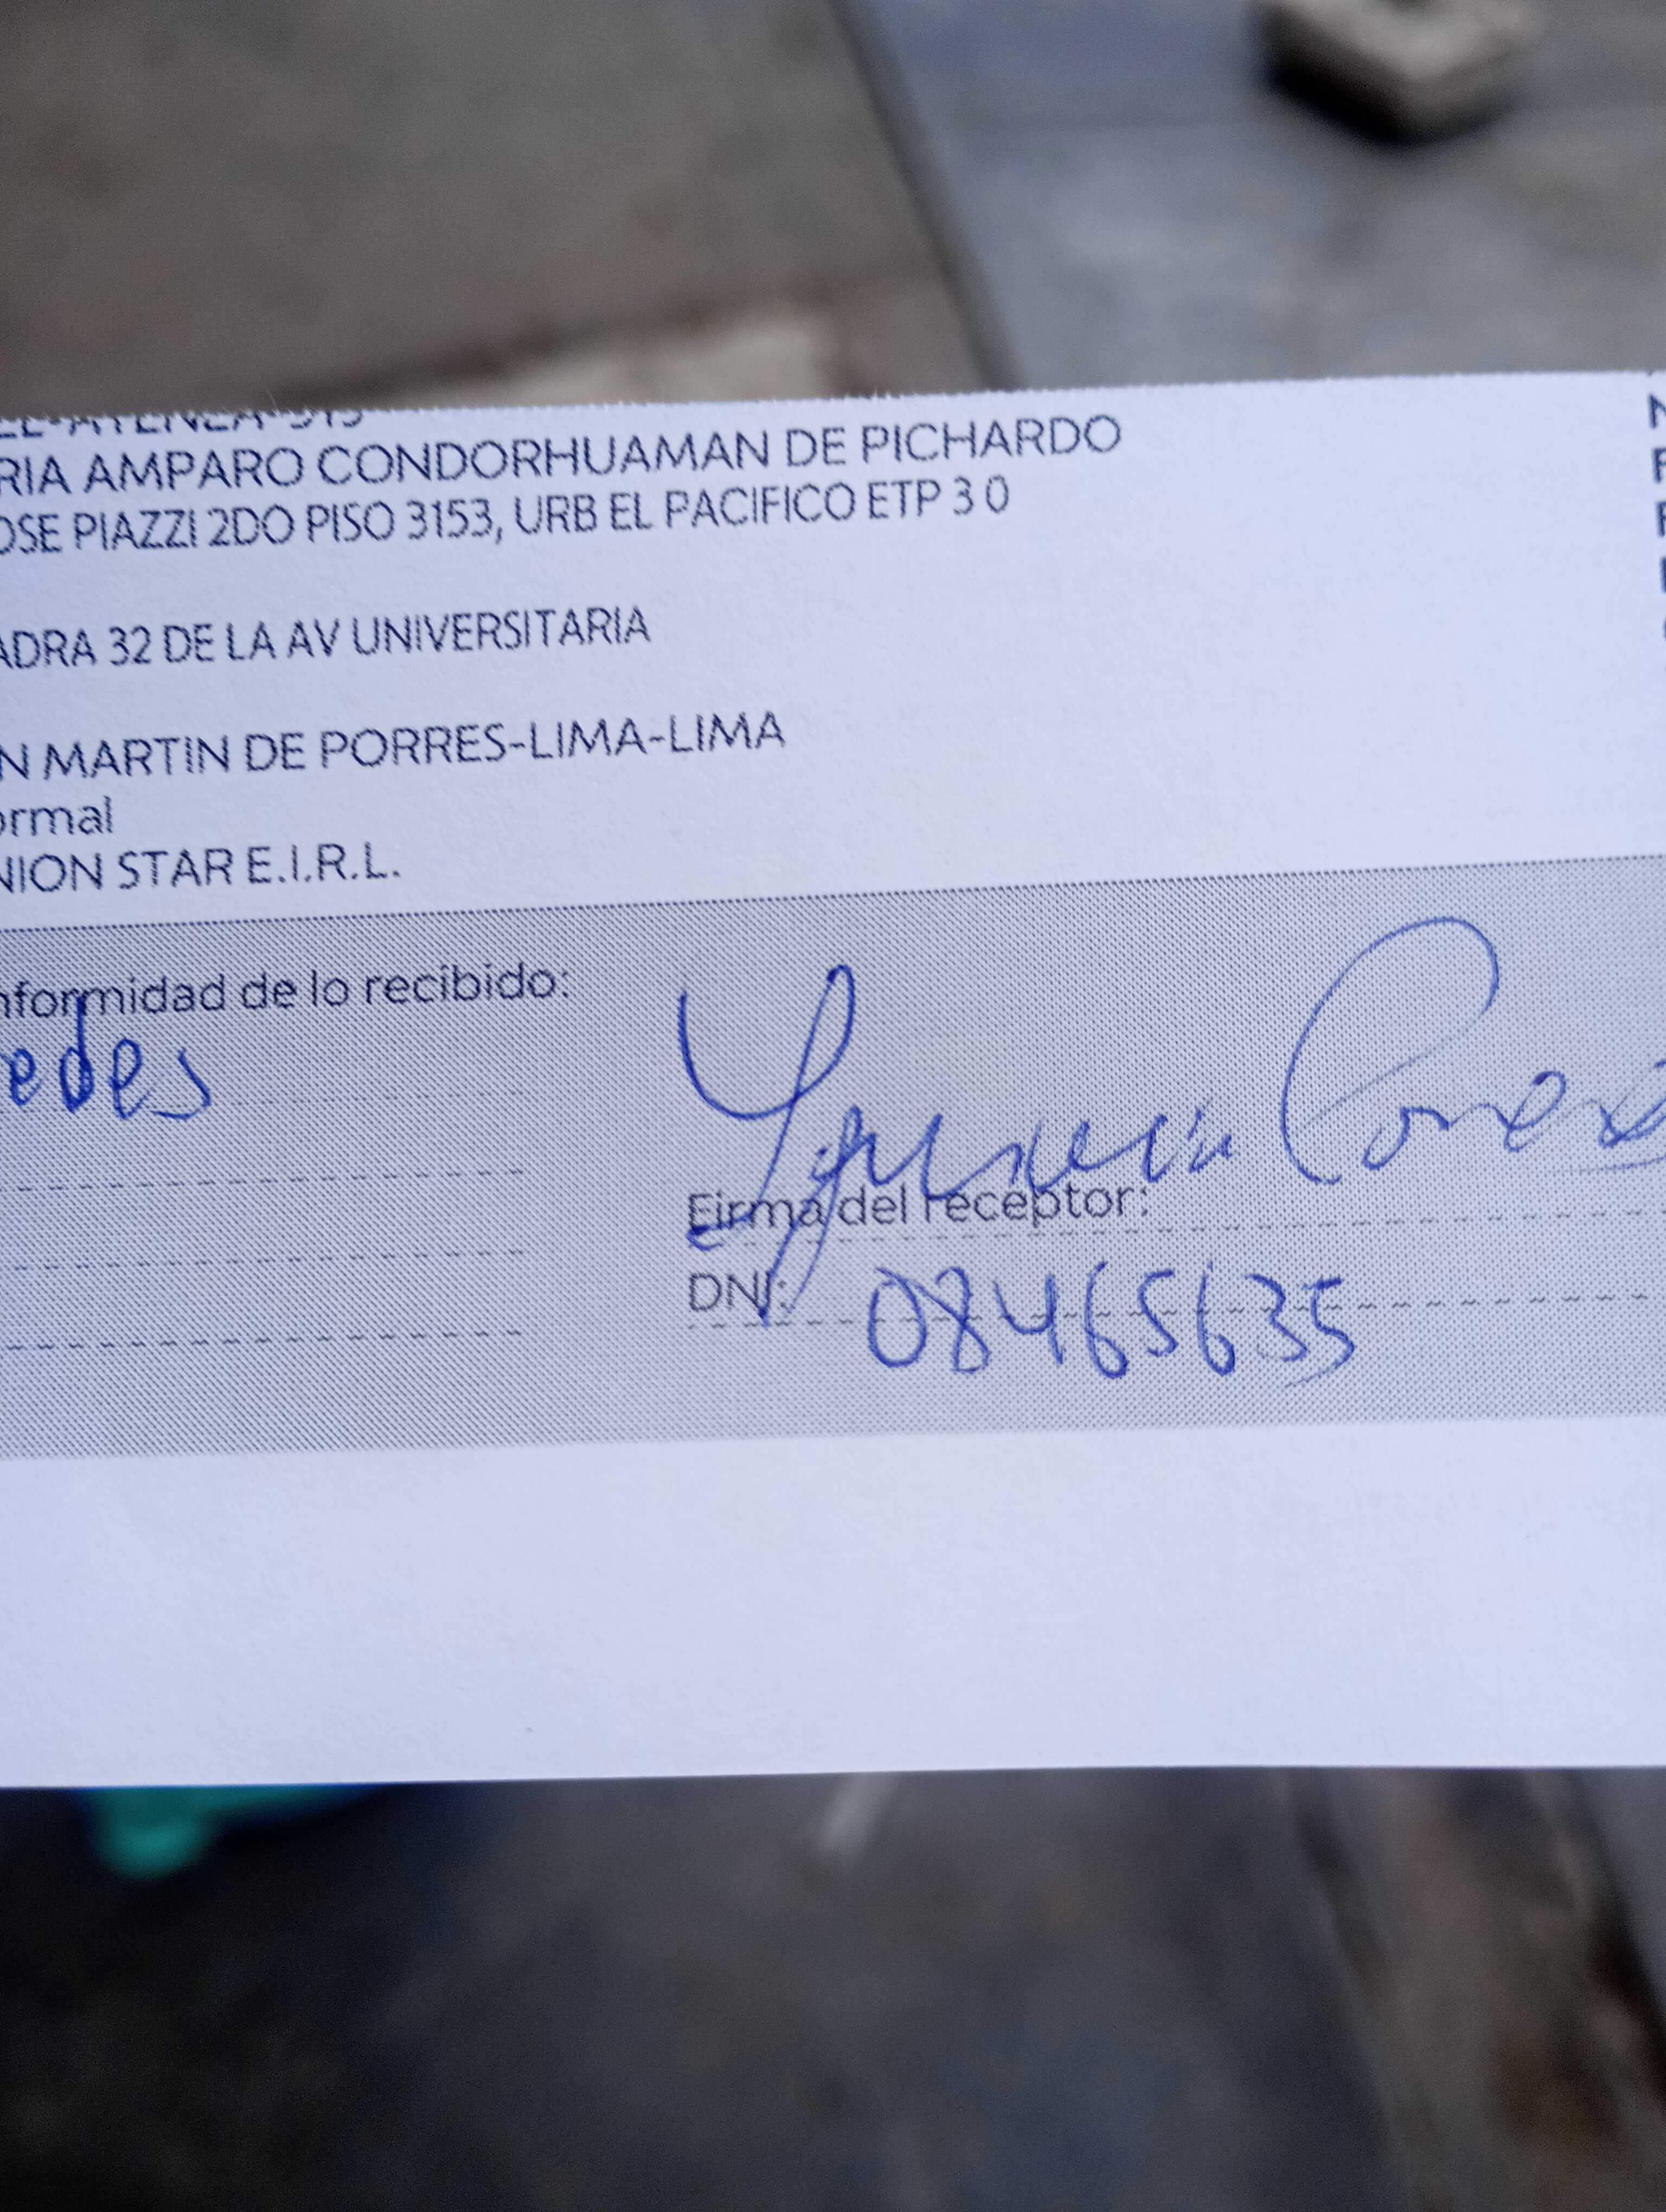 RIA AMPARO CONDORHUAMAN DE PICHARDO
OSE PIAZZI 2DO PISO 3153, URB EL PACIFICO ETP 3 0
ADRA 32 DE LA AV UNIVERSITARIA
N MARTIN DE PORRES-LIMA-LIMA
ormal
NION STAR E.I.R.L.
nformidad de lo recibido:
edes
Firma del receptor:
DNI: 08465635